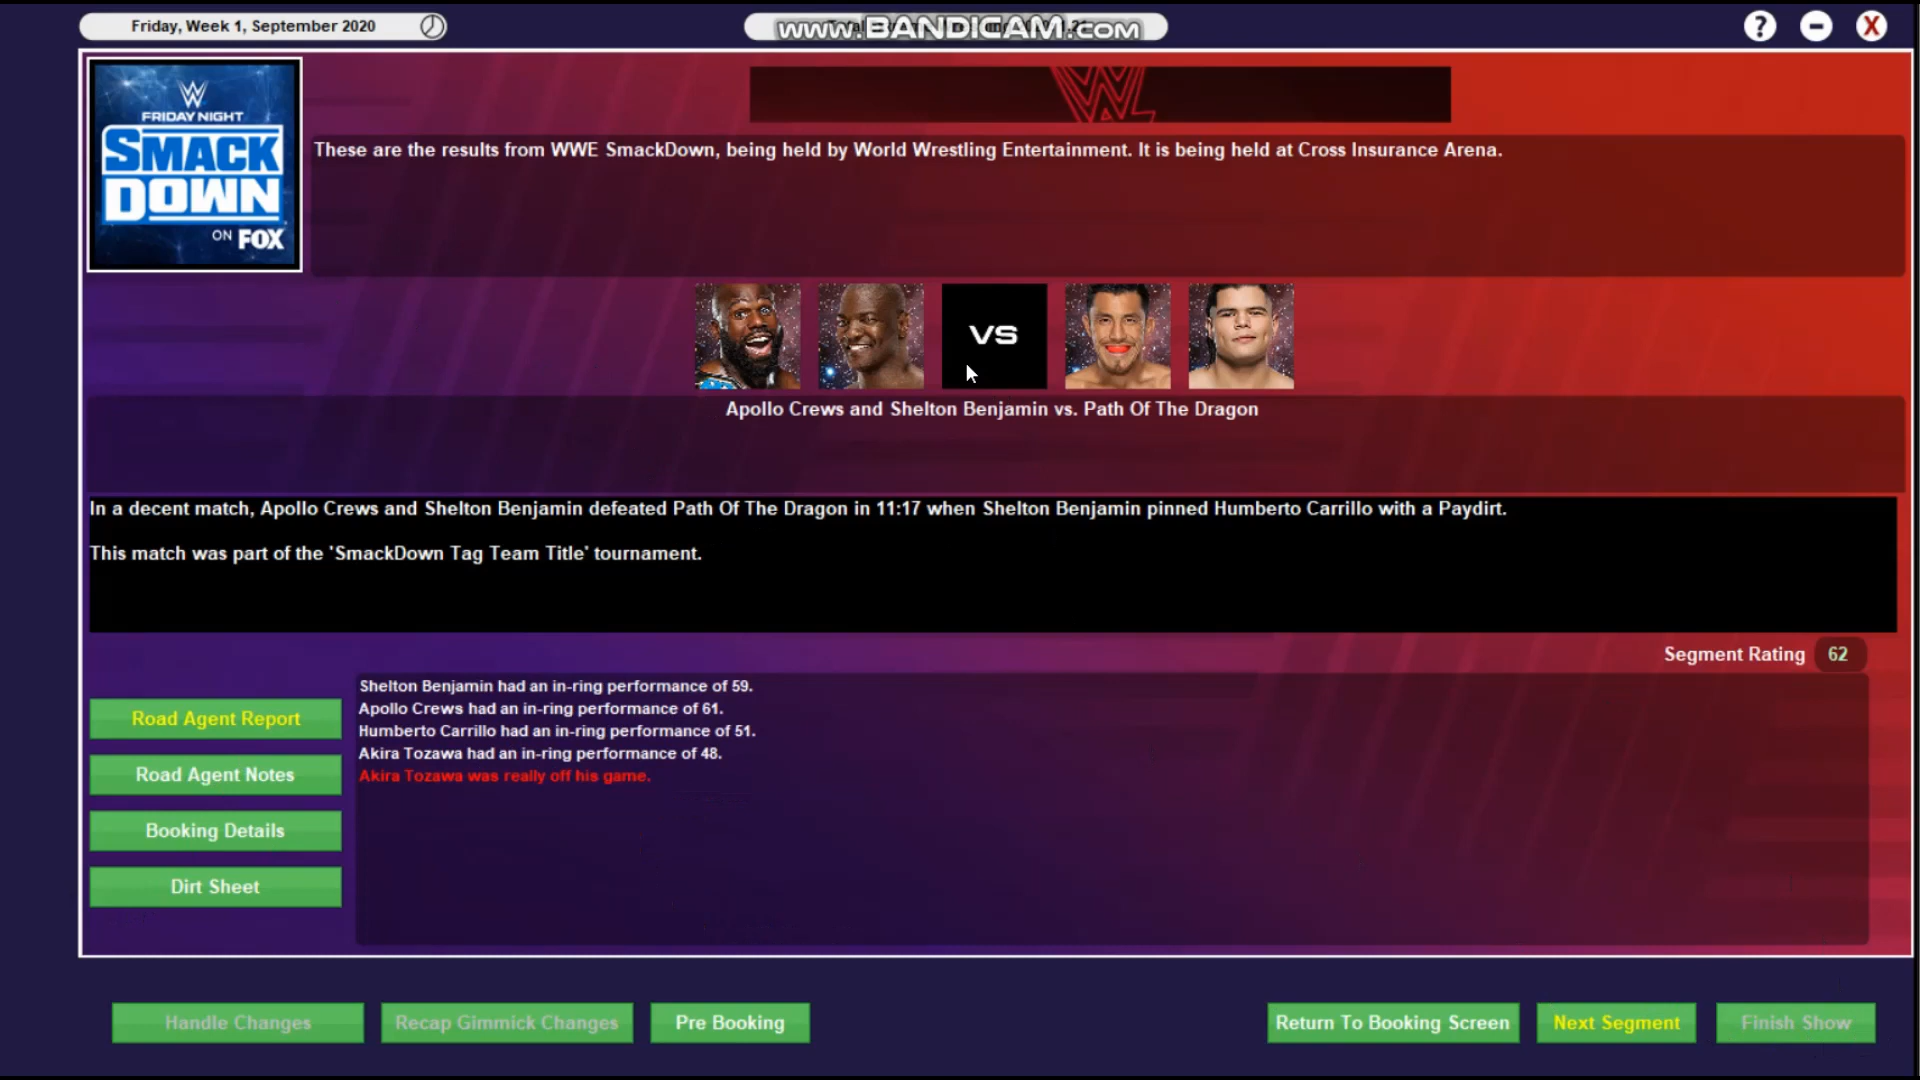 Friday, Week 1, September 2020
www.BANDICAM.com
?
X
W
FRIDAY NIGHT
SMACK
DOWN
ON FOX
These are the results from WWE SmackDown, being held by World Wrestling Entertainment. It is being held at Cross Insurance Arena.
VS
Apollo Crews and Shelton Benjamin vs. Path Of The Dragon
In a decent match, Apollo Crews and Shelton Benjamin defeated Path Of The Dragon in 11:17 when Shelton Benjamin pinned Humberto Carrillo with a Paydirt.
This match was part of the 'SmackDown Tag Team Title' tournament.
Segment Rating 62
Shelton Benjamin had an in-ring performance of 59.
Apollo Crews had an in-ring performance of 61.
Humberto Carrillo had an in-ring performance of 51.
Akira Tozawa had an in-ring performance of 48.
Akira Tozawa was really off his game.
Road Agent Report
Road Agent Notes
Booking Details
Dirt Sheet
Handle Changes
Recap Gimmick Changes
Pre Booking
Return To Booking Screen
Next Segment
Finish Show